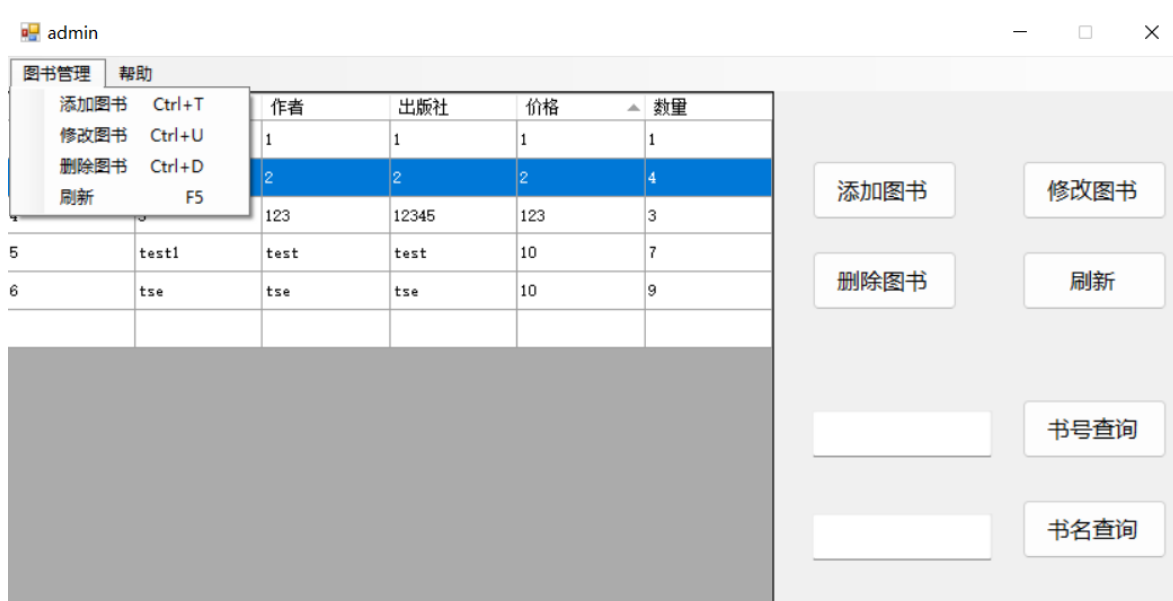 admin
图书管理 帮助
添加图书 Ctrl+T
修改图书 Ctrl+U
删除图书 Ctrl+D
刷新 F5
作者 出版社 价格 数量
1 1 1 1
2 2 2 4
123 12345 123 3
5 test1 test test 10 7
6 tse tse tse 10 9
添加图书 修改图书
删除图书 刷新
书号查询
书名查询